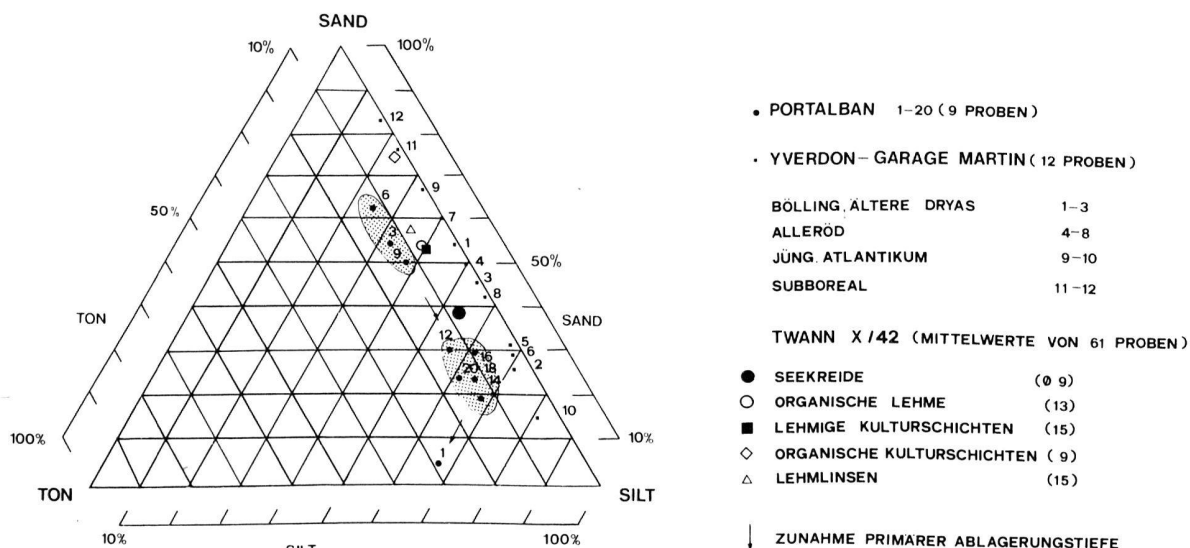 SAND
10%
100%
12
11
9
6
50%
7
3
1
9
4
50%
3
8
TON
SAND
12
5
16
6
20
18
2
14
10
100%
10%
1
TON
SILT
10%
100%
• PORTALBAN 1-20 (9 PROBEN)
· YVERDON-GARAGE MARTIN (12 PROBEN)
BÖLLING, ÄLTERE DRYAS 1-3
ALLERÖD 4-8
JÜNG. ATLANTIKUM 9-10
SUBBOREAL 11-12
TWANN X/42 (MITTELWERTE VON 61 PROBEN)
● SEEKREIDE (Ø 9)
○ ORGANISCHE LEHME (13)
■ LEHMIGE KULTURSCHICHTEN (15)
◇ ORGANISCHE KULTURSCHICHTEN (9)
△ LEHMLINSEN (15)
↓ ZUNAHME PRIMÄRER ABLAGERUNGSTIEFE